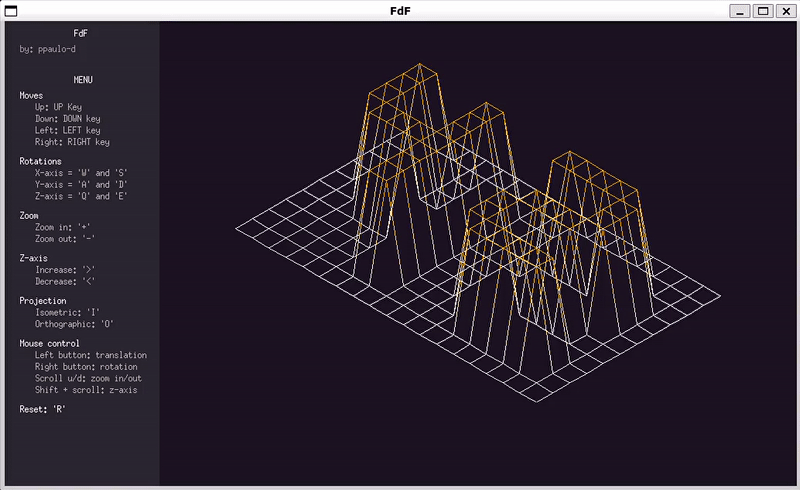 FdF
FdF
by: ppaulo-d
MENU
Moves
Up: UP Key
Down: DOWN key
Left: LEFT key
Right: RIGHT key
Rotations
X-axis = 'W' and 'S'
Y-axis = 'A' and 'D'
Z-axis = 'Q' and 'E'
Zoom
Zoom in: '+'
Zoom out: '-'
Z-axis
Increase: '>'
Decrease: '<'
Projection
Isometric: 'I'
Orthographic: 'O'
Mouse control
Left button: translation
Right button: rotation
Scroll u/d: zoom in/out
Shift + scroll: z-axis
Reset: 'R'